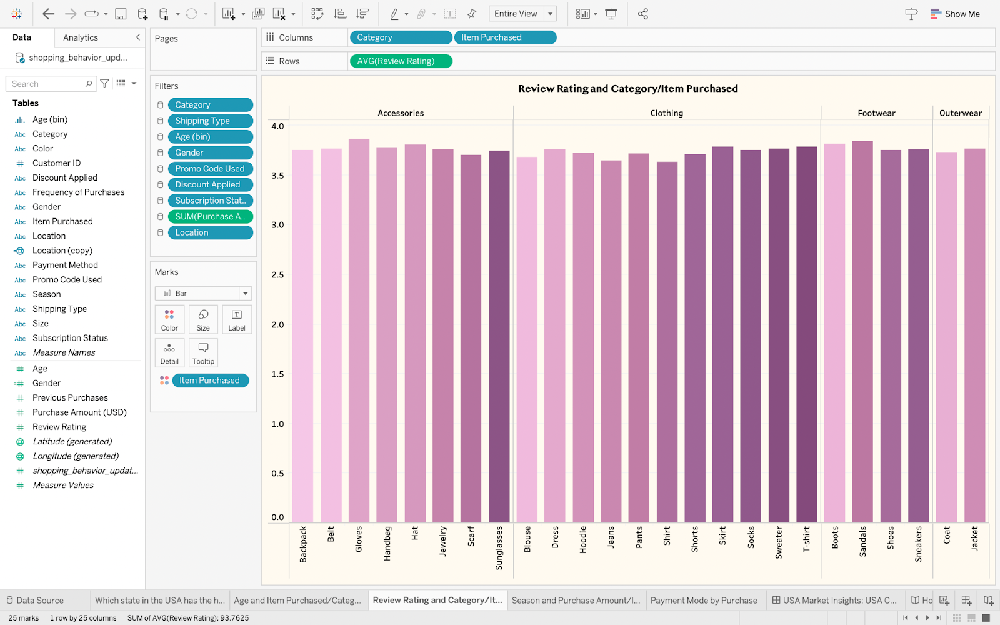 Entire View
Show Me
Data
Analytics
shopping_behavior_upd...
Search
Tables
Age (bin)
Abc Category
Abc Color
Customer ID
Abc Discount Applied
Abc Frequency of Purchases
Abc Gender
Abc Item Purchased
Abc Location
Location (copy)
Abc Payment Method
Abc Promo Code Used
Abc Season
Abc Shipping Type
Abc Size
Abc Subscription Status
Abc Measure Names
# Age
=# Gender
# Previous Purchases
# Purchase Amount (USD)
# Review Rating
Latitude (generated)
Longitude (generated)
# shopping_behavior_updat...
# Measure Values
Pages
Filters
Category
Shipping Type
Age (bin)
Gender
Promo Code Used
Discount Applied
Subscription Stat..
SUM(Purchase A..
Location
Marks
Bar
Color
Size
Label
Detail
Tooltip
Item Purchased
Columns
Category
Item Purchased
Rows
AVG(Review Rating)
Review Rating and Category/Item Purchased
Accessories
Clothing
Footwear
Outerwear
4.0
3.5
3.0
2.5
2.0
1.5
1.0
0.5
0.0
Backpack
Belt
Gloves
Handbag
Hat
Jewelry
Scarf
Sunglasses
Blouse
Dress
Hoodie
Jeans
Pants
Shirt
Shorts
Skirt
Socks
Sweater
T-shirt
Boots
Sandals
Shoes
Sneakers
Coat
Jacket
Data Source
Which state in the USA has the h...
Age and Item Purchased/Categ...
Review Rating and Category/It...
Season and Purchase Amount/I...
Payment Mode by Purchase
USA Market Insights: USA C...
Ho
25 marks
1 row by 25 columns
SUM of AVG(Review Rating): 93.7625